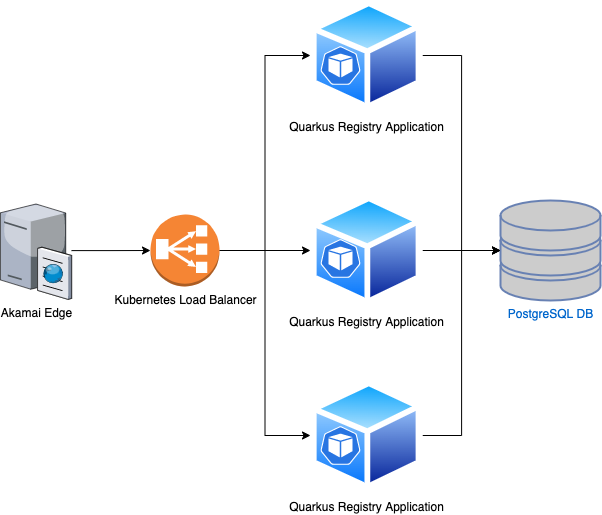 Quarkus Registry Application
Akamai Edge
Kubernetes Load Balancer
Quarkus Registry Application
PostgreSQL DB
Quarkus Registry Application